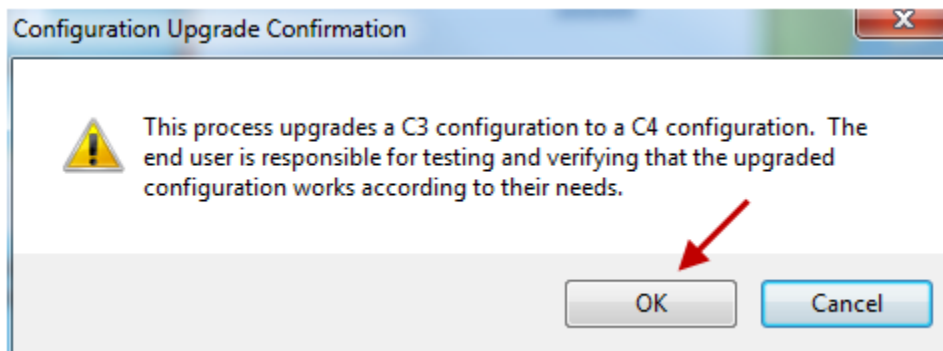 Configuration Upgrade Confirmation
This process upgrades a C3 configuration to a C4 configuration.  The
end user is responsible for testing and verifying that the upgraded
configuration works according to their needs.
OK
Cancel